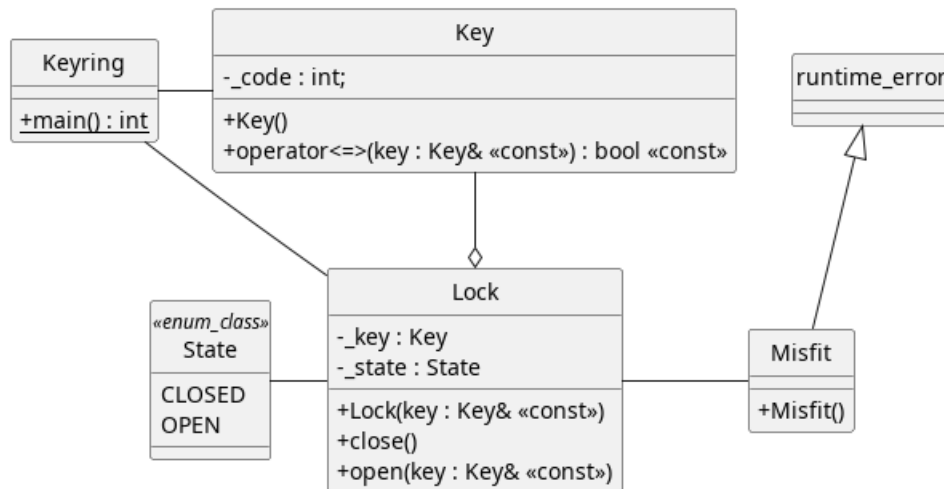 Keyring
+main() : int
Key
-_code : int;
+Key()
+operator<=>(key : Key& «const») : bool «const»
runtime_error
«enum_class»
State
CLOSED
OPEN
Lock
-_key : Key
-_state : State
+Lock(key : Key& «const»)
+close()
+open(key : Key& «const»)
Misfit
+Misfit()